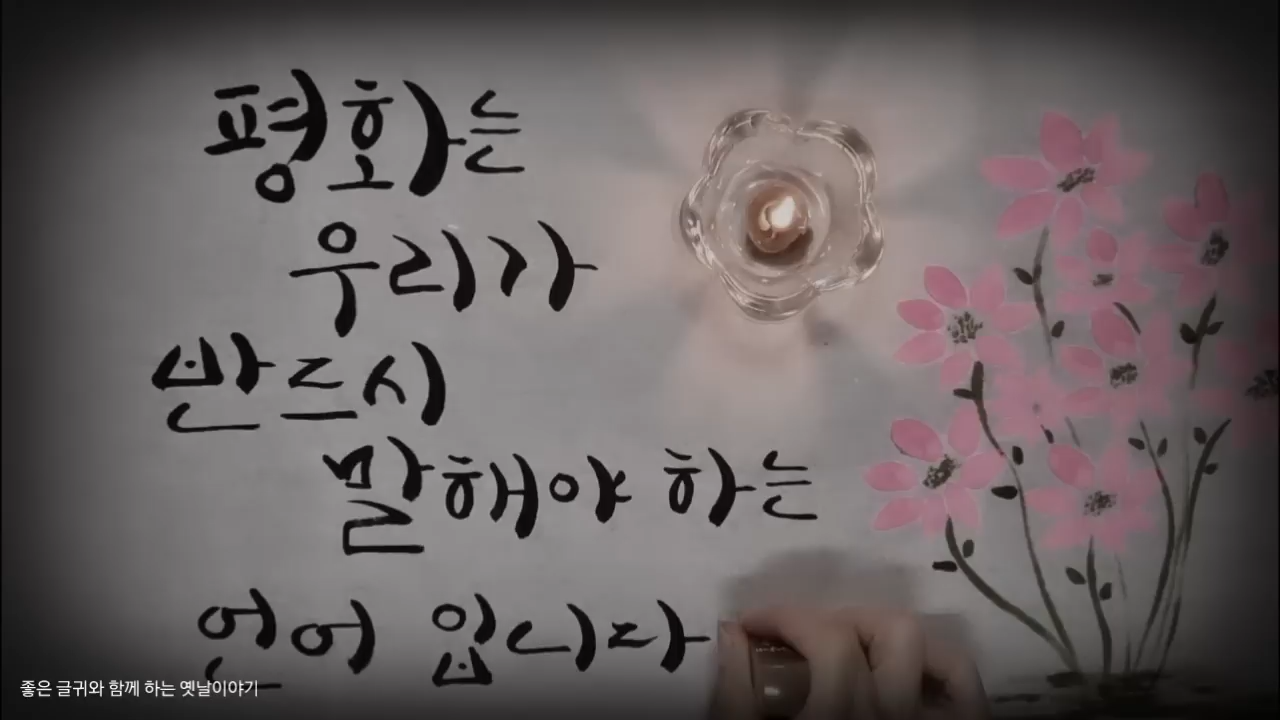 평화는
우리가
반드시
말해야 하는
언어 입니다
좋은 글귀와 함께 하는 옛날이야기